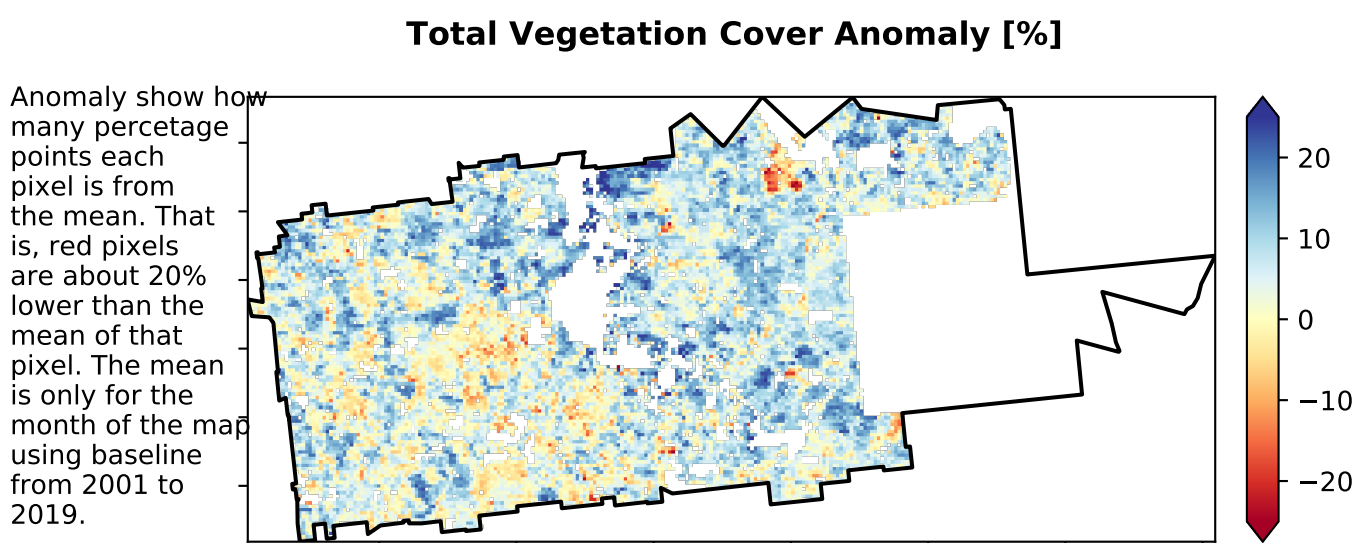 Total Vegetation Cover Anomaly [%]
Anomaly show how
many percetage
points each
pixel is from
the mean. That
is, red pixels
are about 20%
lower than the
mean of that
pixel. The mean
is only for the
month of the map
using baseline
from 2001 to
2019.
20
10
0
−10
−20